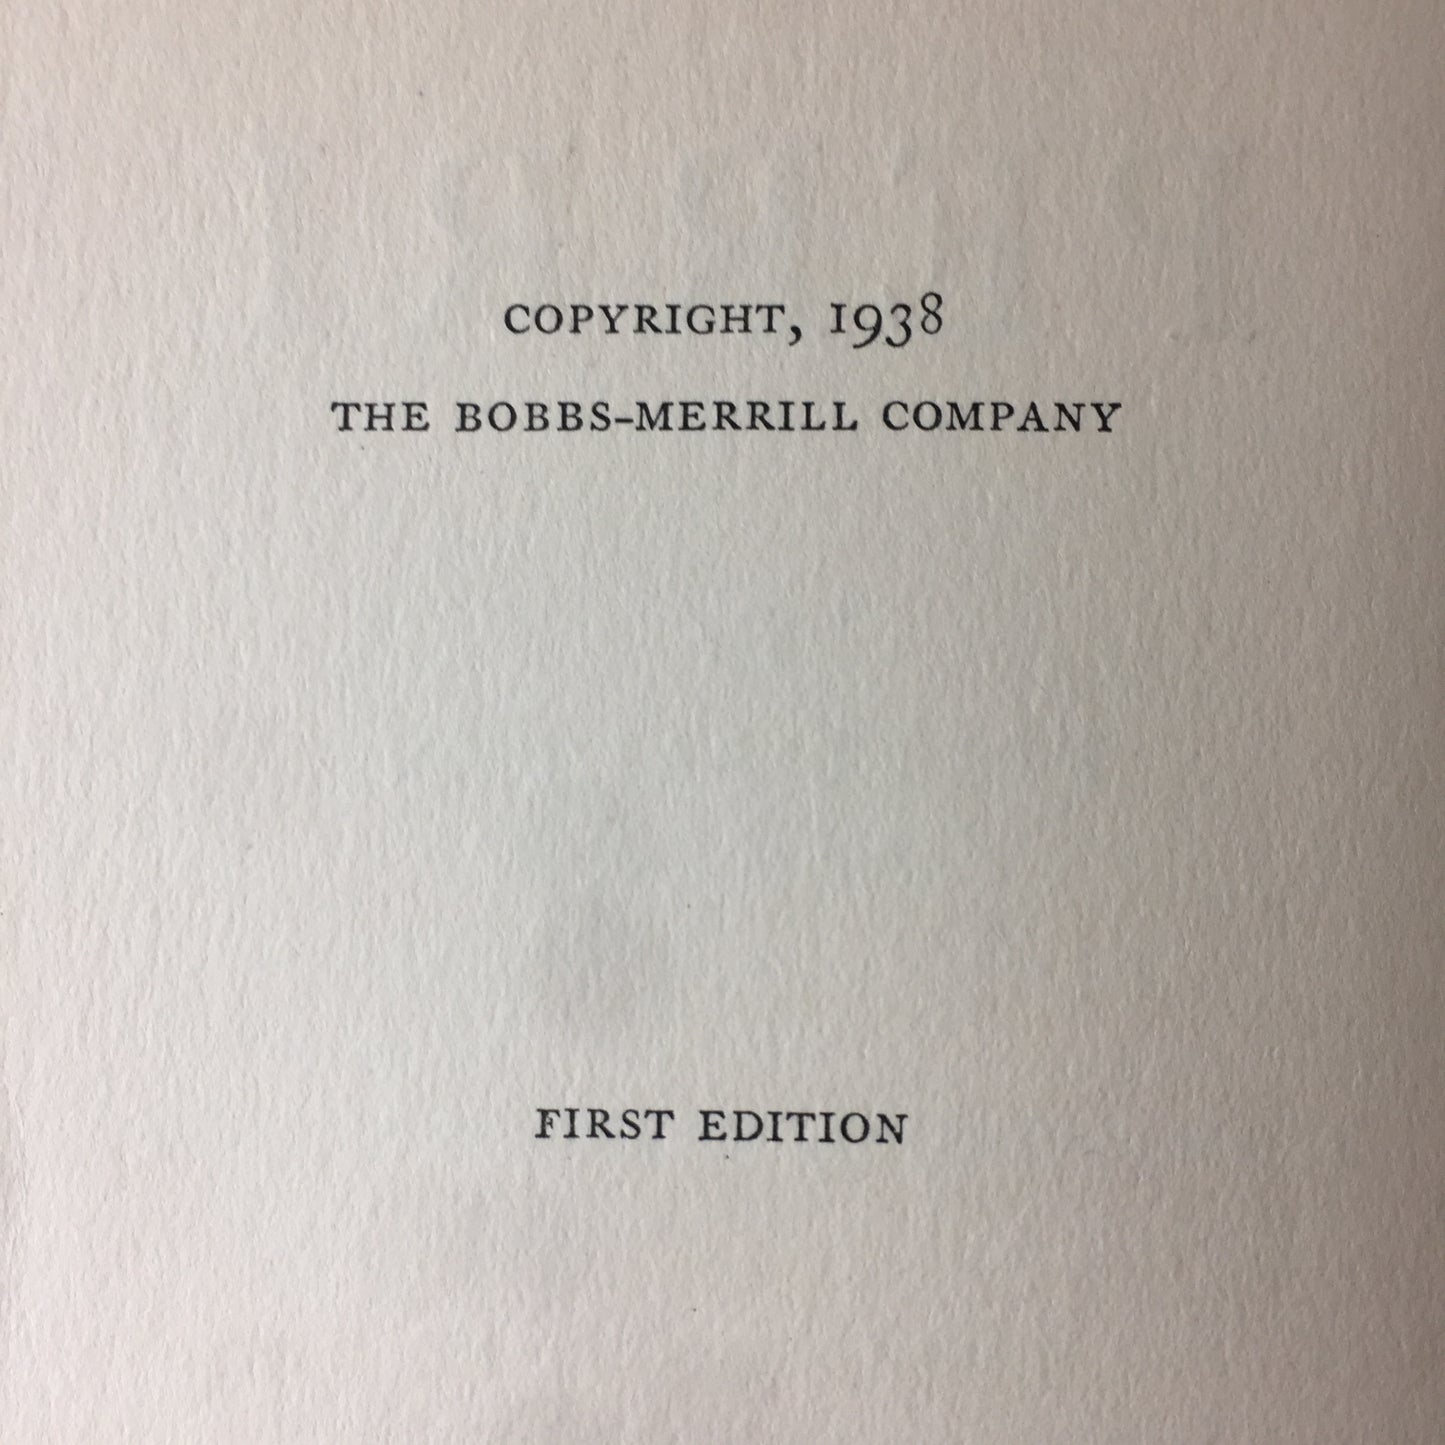 COPYRIGHT, 1938
THE BOBBS-MERRILL COMPANY
FIRST EDITION